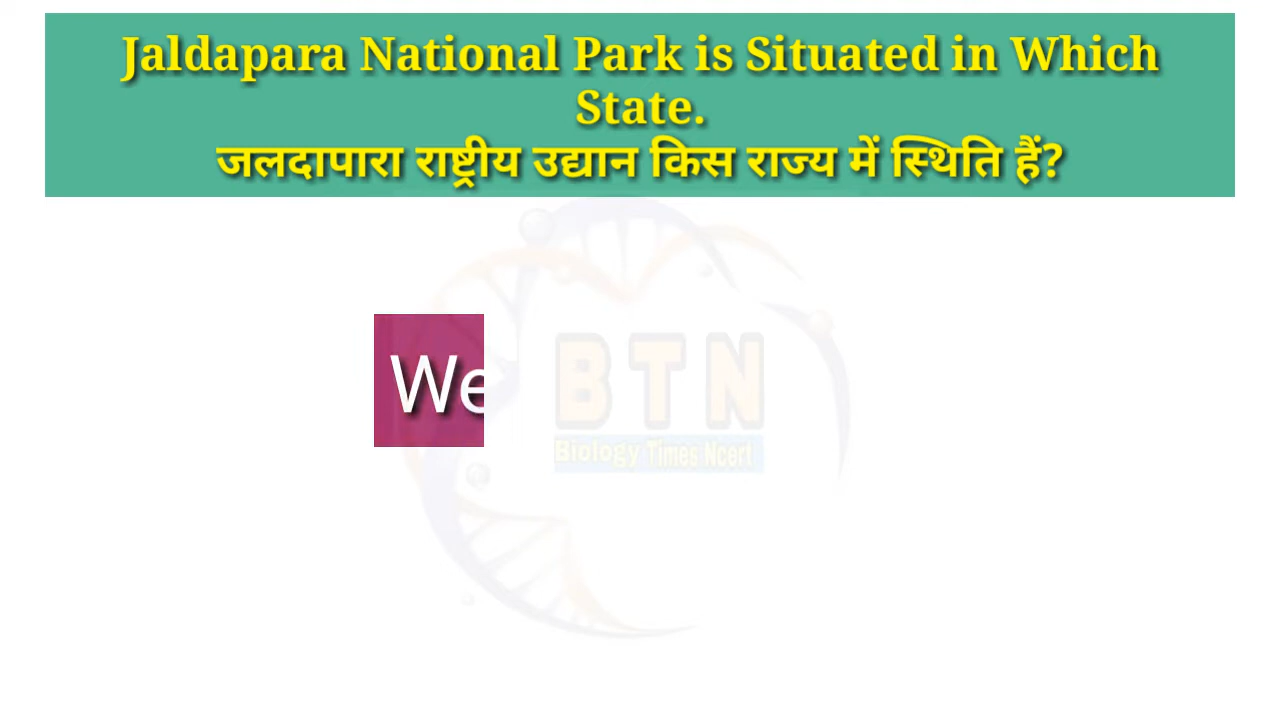 Jaldapara National Park is Situated in Which
State.
जलदापारा राष्ट्रीय उद्यान किस राज्य में स्थिति हैं?
We
BTN
Biology Times Ncert